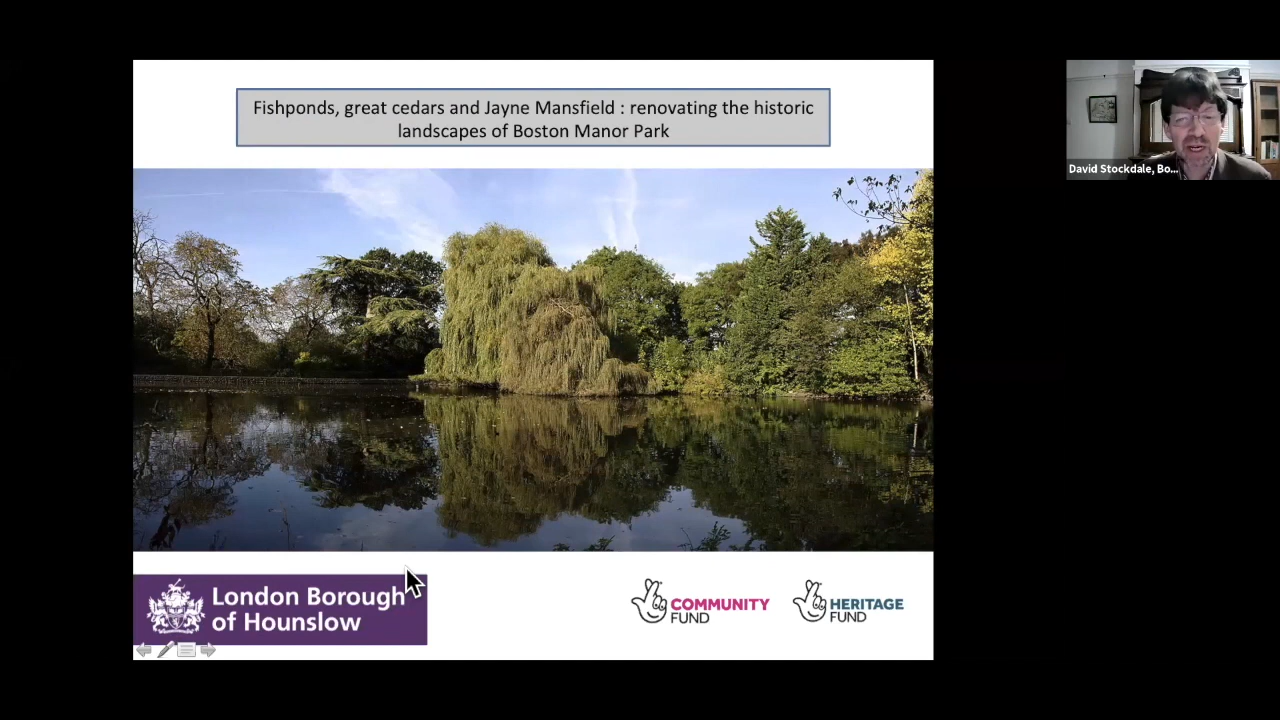 Fishponds, great cedars and Jayne Mansfield : renovating the historic
landscapes of Boston Manor Park
David Stockdale, Bo...
London Borough
of Hounslow
COMMUNITY
FUND
HERITAGE
FUND